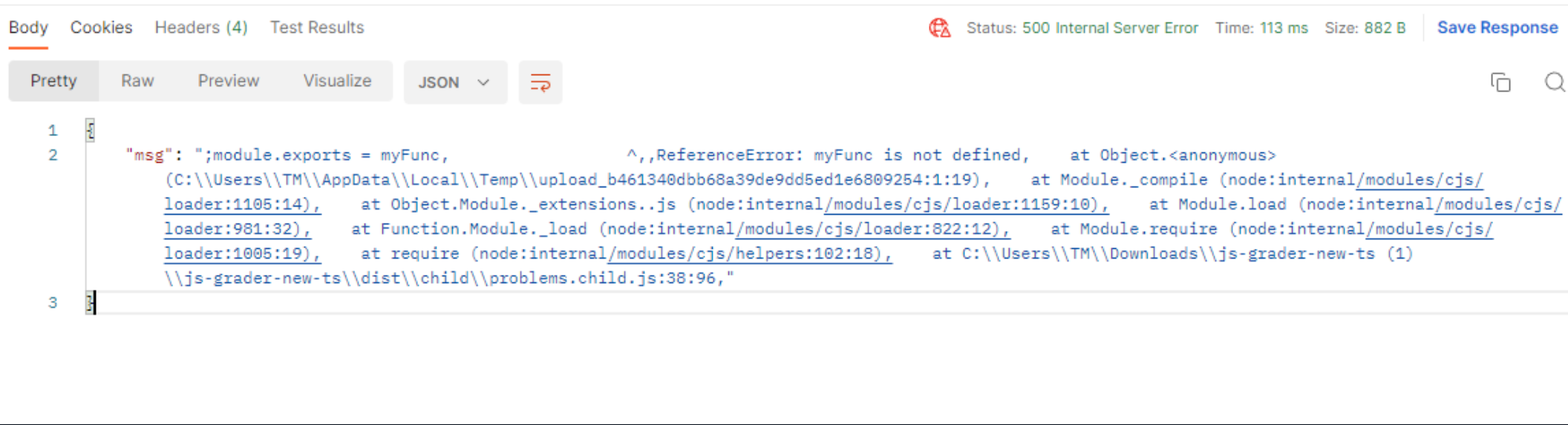 Body Cookies Headers (4) Test Results Status: 500 Internal Server Error Time: 113 ms Size: 882 B Save Response
Pretty Raw Preview Visualize JSON
1 {
2 "msg": ";module.exports = myFunc,                  ^,,ReferenceError: myFunc is not defined,    at Object.<anonymous>
(C:\\Users\\TM\\AppData\\Local\\Temp\\upload_b461340dbb68a39de9dd5ed1e6809254:1:19),    at Module._compile (node:internal/modules/cjs/
loader:1105:14),    at Object.Module._extensions..js (node:internal/modules/cjs/loader:1159:10),    at Module.load (node:internal/modules/cjs/
loader:981:32),    at Function.Module._load (node:internal/modules/cjs/loader:822:12),    at Module.require (node:internal/modules/cjs/
loader:1005:19),    at require (node:internal/modules/cjs/helpers:102:18),    at C:\\Users\\TM\\Downloads\\js-grader-new-ts (1)
\\js-grader-new-ts\\dist\\child\\problems.child.js:38:96,"
3 }